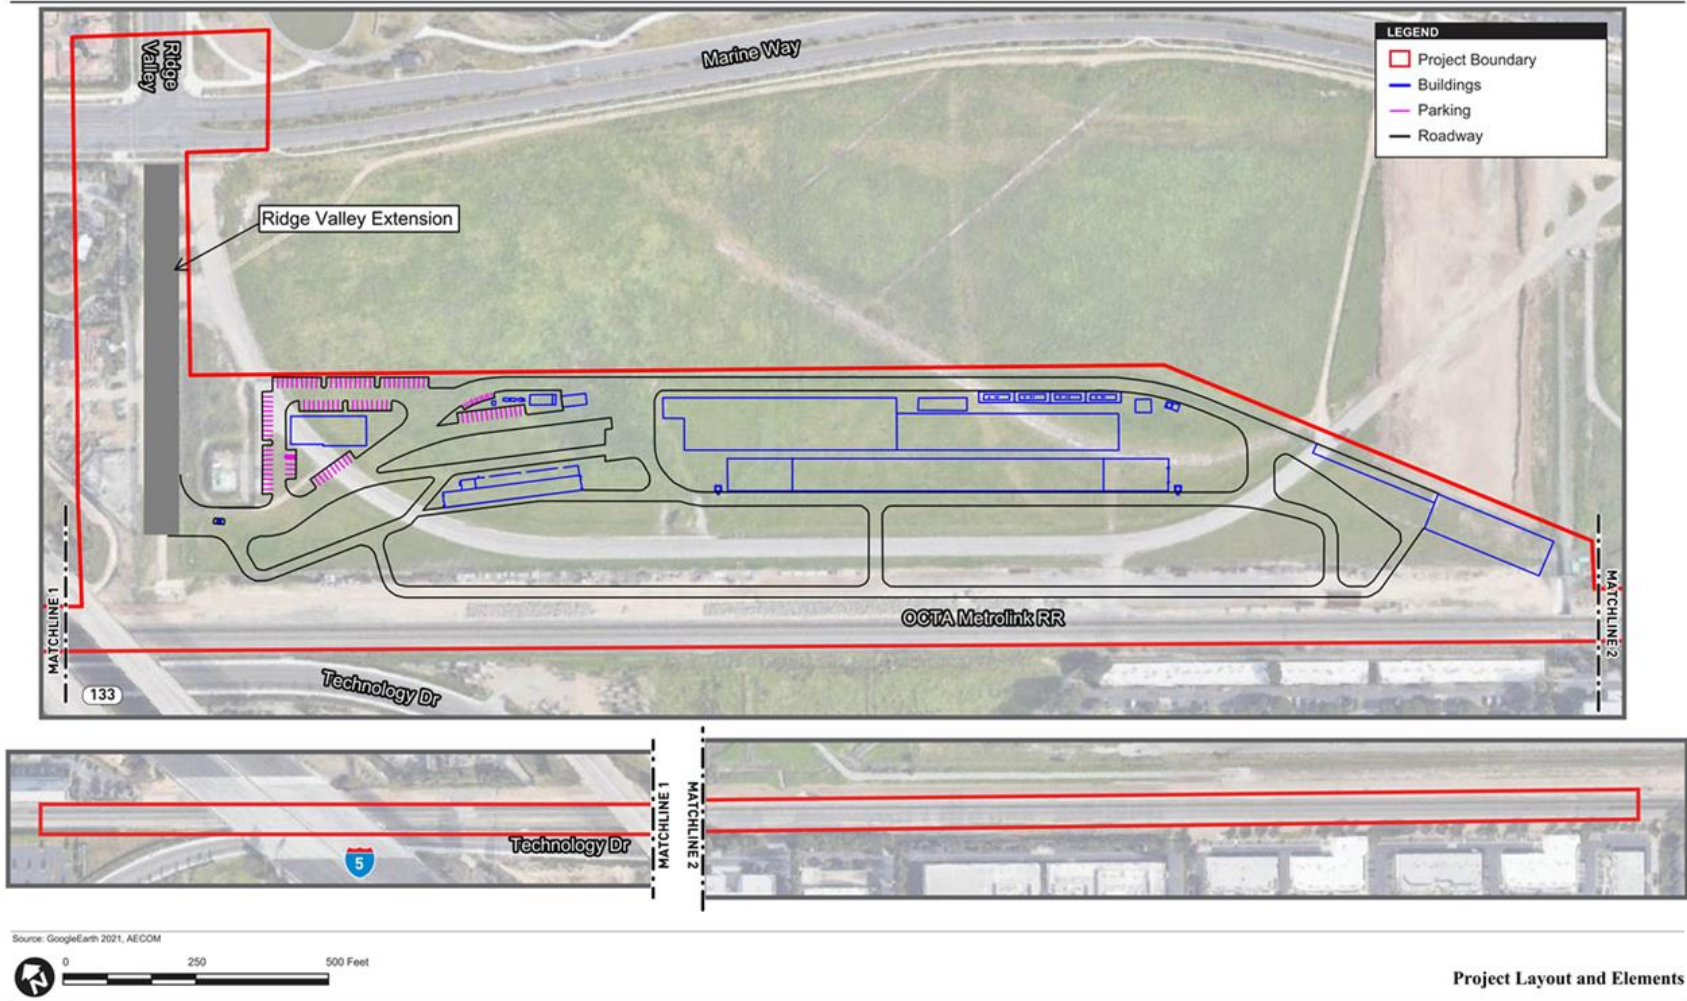 Ridge
Valley
Marine Way
LEGEND
Project Boundary
Buildings
Parking
Roadway
Ridge Valley Extension
OCTA Metrolink RR
MATCHLINE 1
MATCHLINE 2
133
Technology Dr
MATCHLINE 1
MATCHLINE 2
Technology Dr
5
Source: GoogleEarth 2021, AECOM
0 250 500 Feet
N
Project Layout and Elements